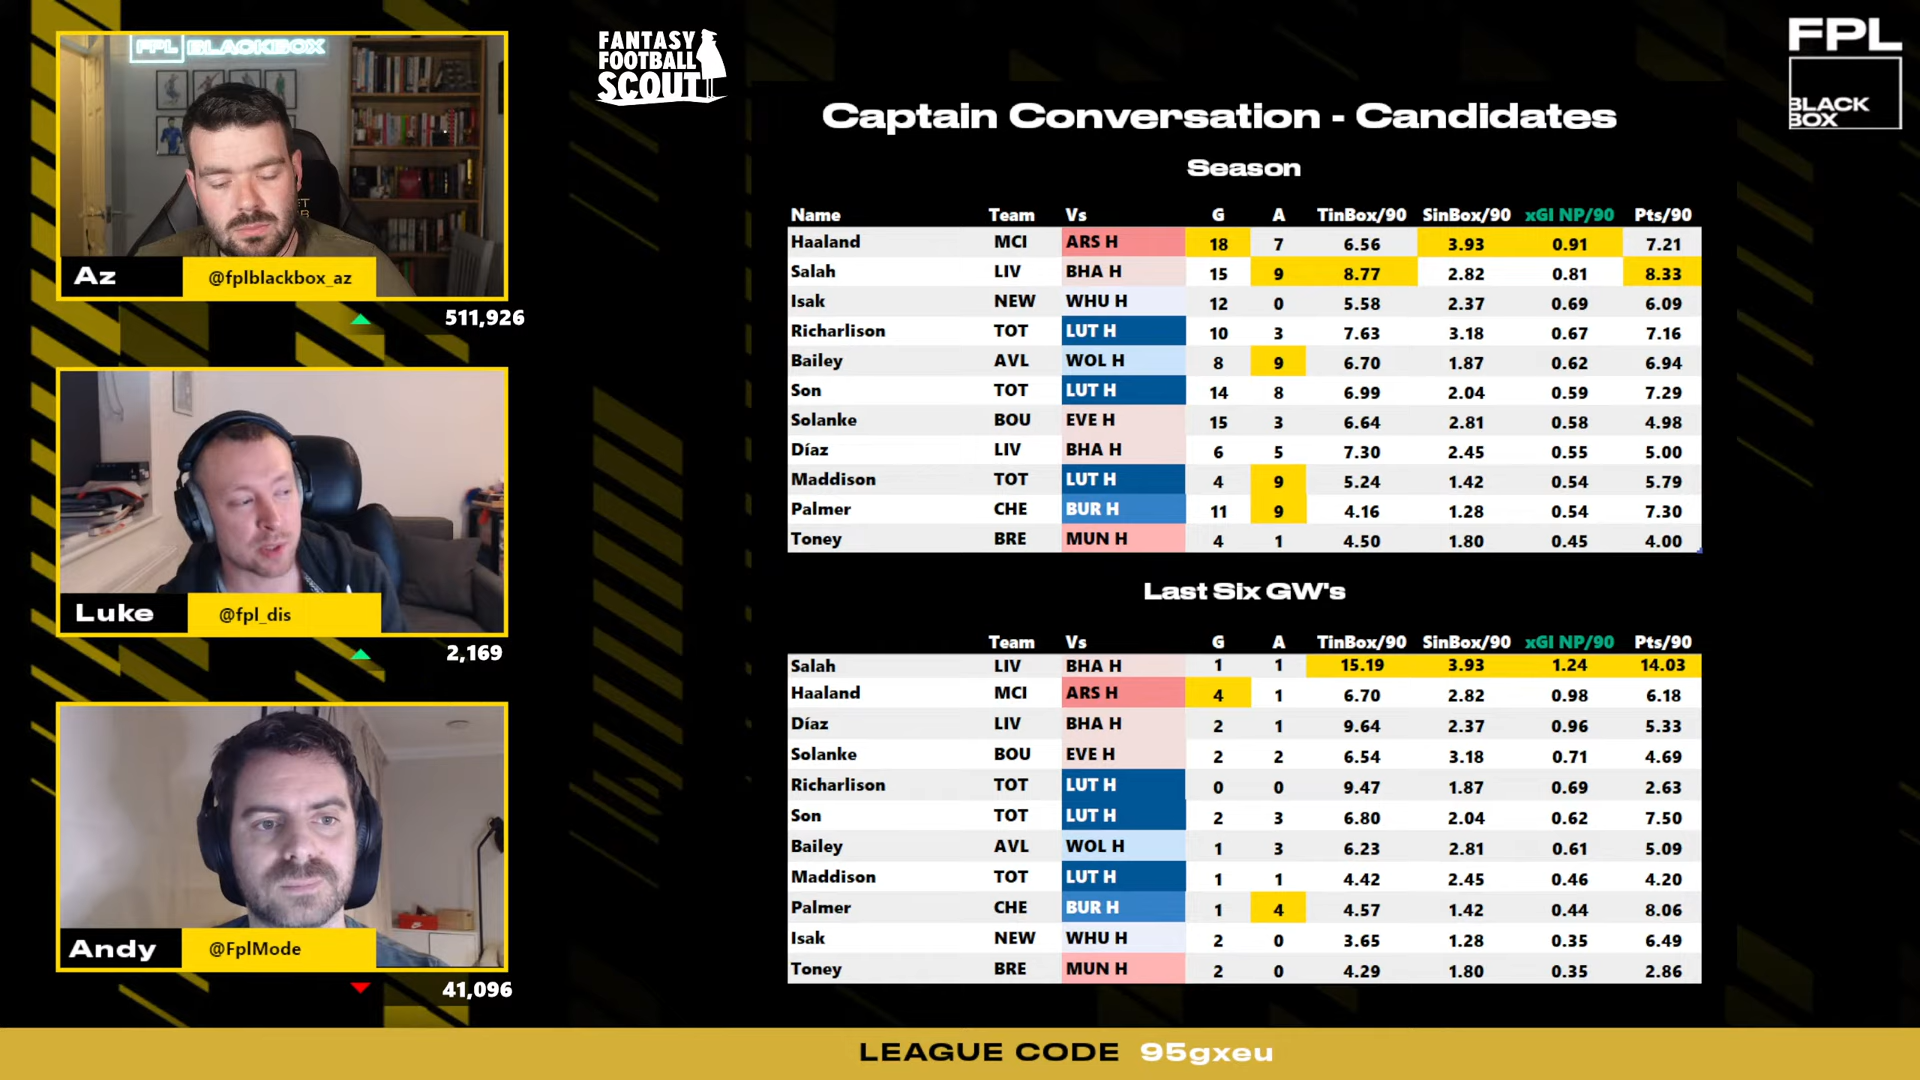 FPL BLACKBOX
Az @fplblackbox_az
511,926
Luke @fpl_dis
2,169
Andy @FplMode
41,096
FANTASY
FOOTBALL
SCOUT
FPL
BLACK
BOX
Captain Conversation - Candidates
Season
Name Team Vs G A TinBox/90 SinBox/90 xGI NP/90 Pts/90
Haaland MCI ARS H 18 7 6.56 3.93 0.91 7.21
Salah LIV BHA H 15 9 8.77 2.82 0.81 8.33
Isak NEW WHU H 12 0 5.58 2.37 0.69 6.09
Richarlison TOT LUT H 10 3 7.63 3.18 0.67 7.16
Bailey AVL WOL H 8 9 6.70 1.87 0.62 6.94
Son TOT LUT H 14 8 6.99 2.04 0.59 7.29
Solanke BOU EVE H 15 3 6.64 2.81 0.58 4.98
Díaz LIV BHA H 6 5 7.30 2.45 0.55 5.00
Maddison TOT LUT H 4 9 5.24 1.42 0.54 5.79
Palmer CHE BUR H 11 9 4.16 1.28 0.54 7.30
Toney BRE MUN H 4 1 4.50 1.80 0.45 4.00
Last Six GW's
Team Vs G A TinBox/90 SinBox/90 xGI NP/90 Pts/90
Salah LIV BHA H 1 1 15.19 3.93 1.24 14.03
Haaland MCI ARS H 4 1 6.70 2.82 0.98 6.18
Díaz LIV BHA H 2 1 9.64 2.37 0.96 5.33
Solanke BOU EVE H 2 2 6.54 3.18 0.71 4.69
Richarlison TOT LUT H 0 0 9.47 1.87 0.69 2.63
Son TOT LUT H 2 3 6.80 2.04 0.62 7.50
Bailey AVL WOL H 1 3 6.23 2.81 0.61 5.09
Maddison TOT LUT H 1 1 4.42 2.45 0.46 4.20
Palmer CHE BUR H 1 4 4.57 1.42 0.44 8.06
Isak NEW WHU H 2 0 3.65 1.28 0.35 6.49
Toney BRE MUN H 2 0 4.29 1.80 0.35 2.86
LEAGUE CODE 95gxeu